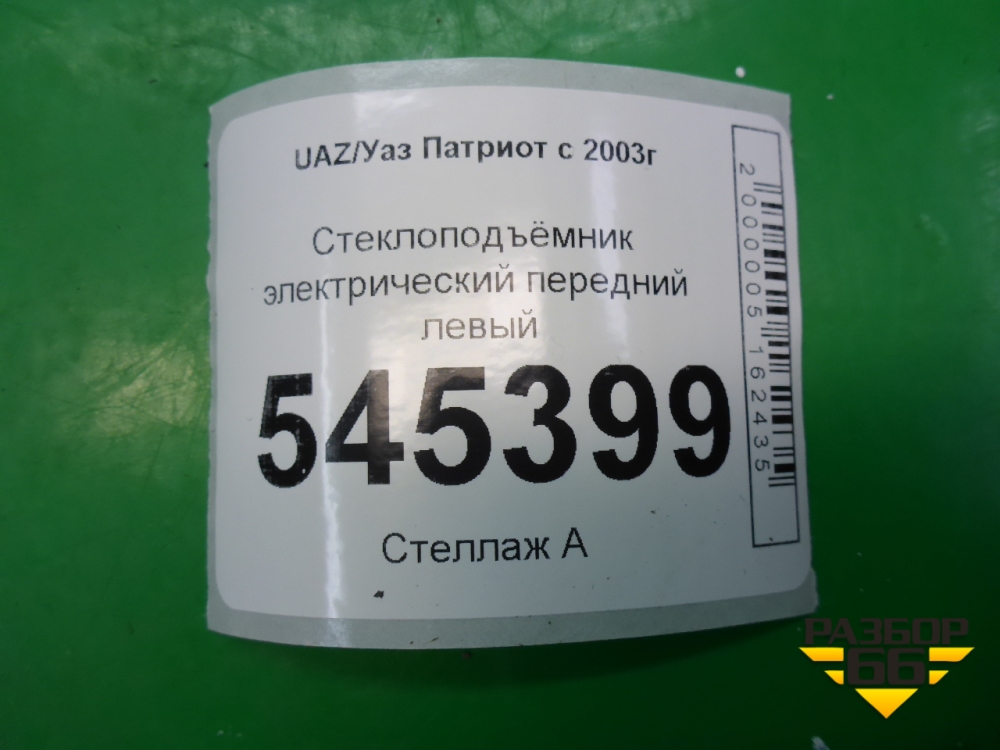 UAZ/Уаз Патриот с 2003г
Стеклоподъёмник
электрический передний
левый
545399
Стеллаж А
2000005162435
РАЗБОР
66